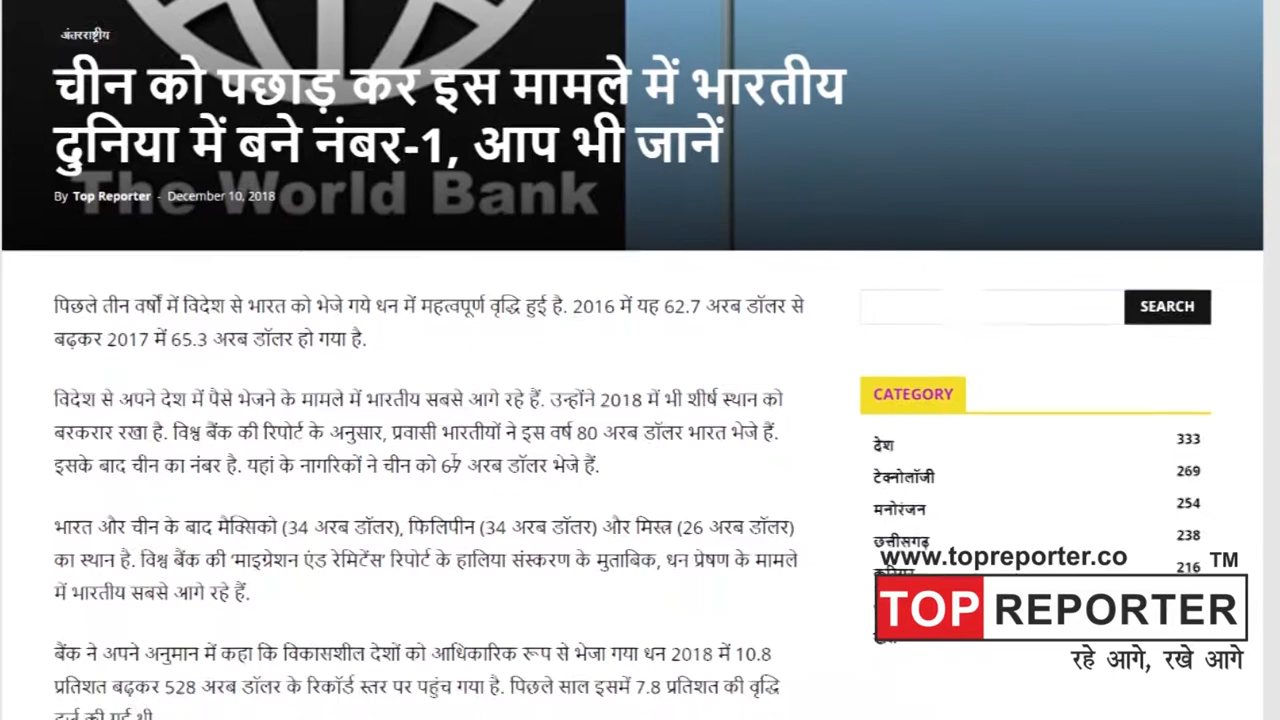 अंतरराष्ट्रीय
चीन को पछाड़ कर इस मामले में भारतीय
दुनिया में बने नंबर-1, आप भी जानें
The World Bank
By Top Reporter - December 10, 2018
पिछले तीन वर्षों में विदेश से भारत को भेजे गये धन में महत्वपूर्ण वृद्धि हुई है. 2016 में यह 62.7 अरब डॉलर से
बढ़कर 2017 में 65.3 अरब डॉलर हो गया है.
विदेश से अपने देश में पैसे भेजने के मामले में भारतीय सबसे आगे रहे हैं. उन्होंने 2018 में भी शीर्ष स्थान को
बरकरार रखा है. विश्व बैंक की रिपोर्ट के अनुसार, प्रवासी भारतीयों ने इस वर्ष 80 अरब डॉलर भारत भेजे हैं.
इसके बाद चीन का नंबर है. यहां के नागरिकों ने चीन को 67 अरब डॉलर भेजे हैं.
भारत और चीन के बाद मैक्सिको (34 अरब डॉलर), फिलिपीन (34 अरब डॉलर) और मिस्त्र (26 अरब डॉलर)
का स्थान है. विश्व बैंक की ‘माइग्रेशन एंड रेमिटेंस’ रिपोर्ट के हालिया संस्करण के मुताबिक, धन प्रेषण के मामले
में भारतीय सबसे आगे रहे हैं.
बैंक ने अपने अनुमान में कहा कि विकासशील देशों को आधिकारिक रूप से भेजा गया धन 2018 में 10.8
प्रतिशत बढ़कर 528 अरब डॉलर के रिकॉर्ड स्तर पर पहुंच गया है. पिछले साल इसमें 7.8 प्रतिशत की वृद्धि
दर्ज की गई थी
SEARCH
CATEGORY
देश 333
टेक्नोलॉजी 269
मनोरंजन 254
छत्तीसगढ़ 238
216
www.topreporter.co
TM
TOP REPORTER
रहे आगे, रखे आगे